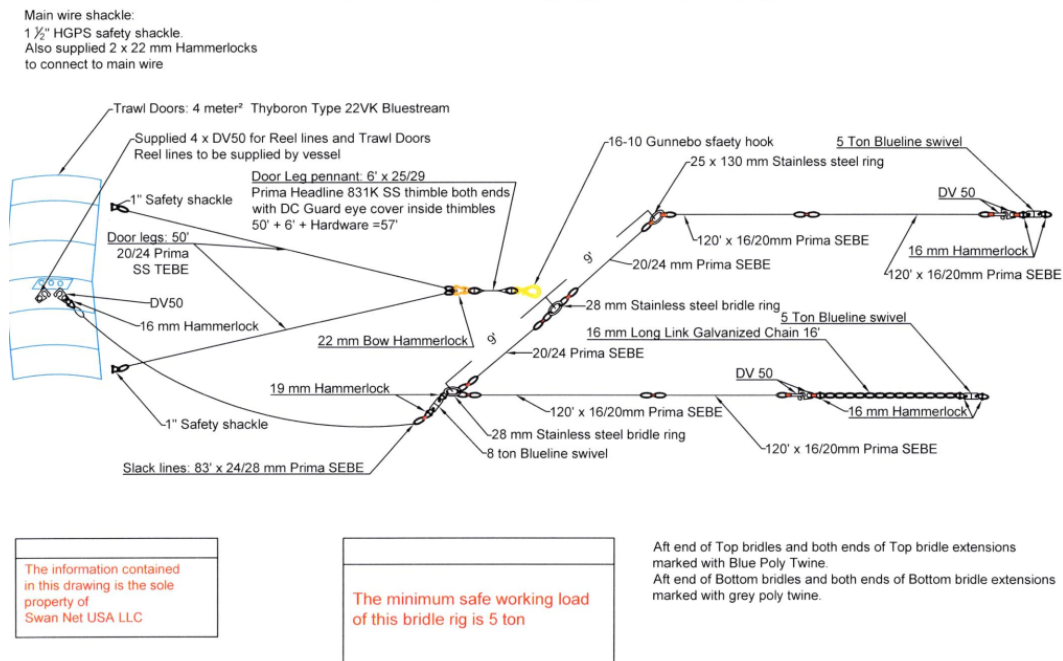 Main wire shackle:
1 ½" HGPS safety shackle.
Also supplied 2 x 22 mm Hammerlocks
to connect to main wire
Trawl Doors: 4 meter² Thyboron Type 22VK Bluestream
Supplied 4 x DV50 for Reel lines and Trawl Doors
Reel lines to be supplied by vessel
16-10 Gunnebo sfaety hook
5 Ton Blueline swivel
25 x 130 mm Stainless steel ring
Door Leg pennant: 6' x 25/29
Prima Headline 831K SS thimble both ends
with DC Guard eye cover inside thimbles
50' + 6' + Hardware =57'
1" Safety shackle
DV 50
Door legs: 50'
20/24 Prima
SS TEBE
120' x 16/20mm Prima SEBE
16 mm Hammerlock
9'
20/24 mm Prima SEBE
120' x 16/20mm Prima SEBE
DV50
16 mm Hammerlock
28 mm Stainless steel bridle ring
5 Ton Blueline swivel
16 mm Long Link Galvanized Chain 16'
22 mm Bow Hammerlock
9'
20/24 Prima SEBE
DV 50
19 mm Hammerlock
120' x 16/20mm Prima SEBE
16 mm Hammerlock
1" Safety shackle
28 mm Stainless steel bridle ring
8 ton Blueline swivel
120' x 16/20mm Prima SEBE
Slack lines: 83' x 24/28 mm Prima SEBE
The information contained
in this drawing is the sole
property of
Swan Net USA LLC
The minimum safe working load
of this bridle rig is 5 ton
Aft end of Top bridles and both ends of Top bridle extensions
marked with Blue Poly Twine.
Aft end of Bottom bridles and both ends of Bottom bridle extensions
marked with grey poly twine.